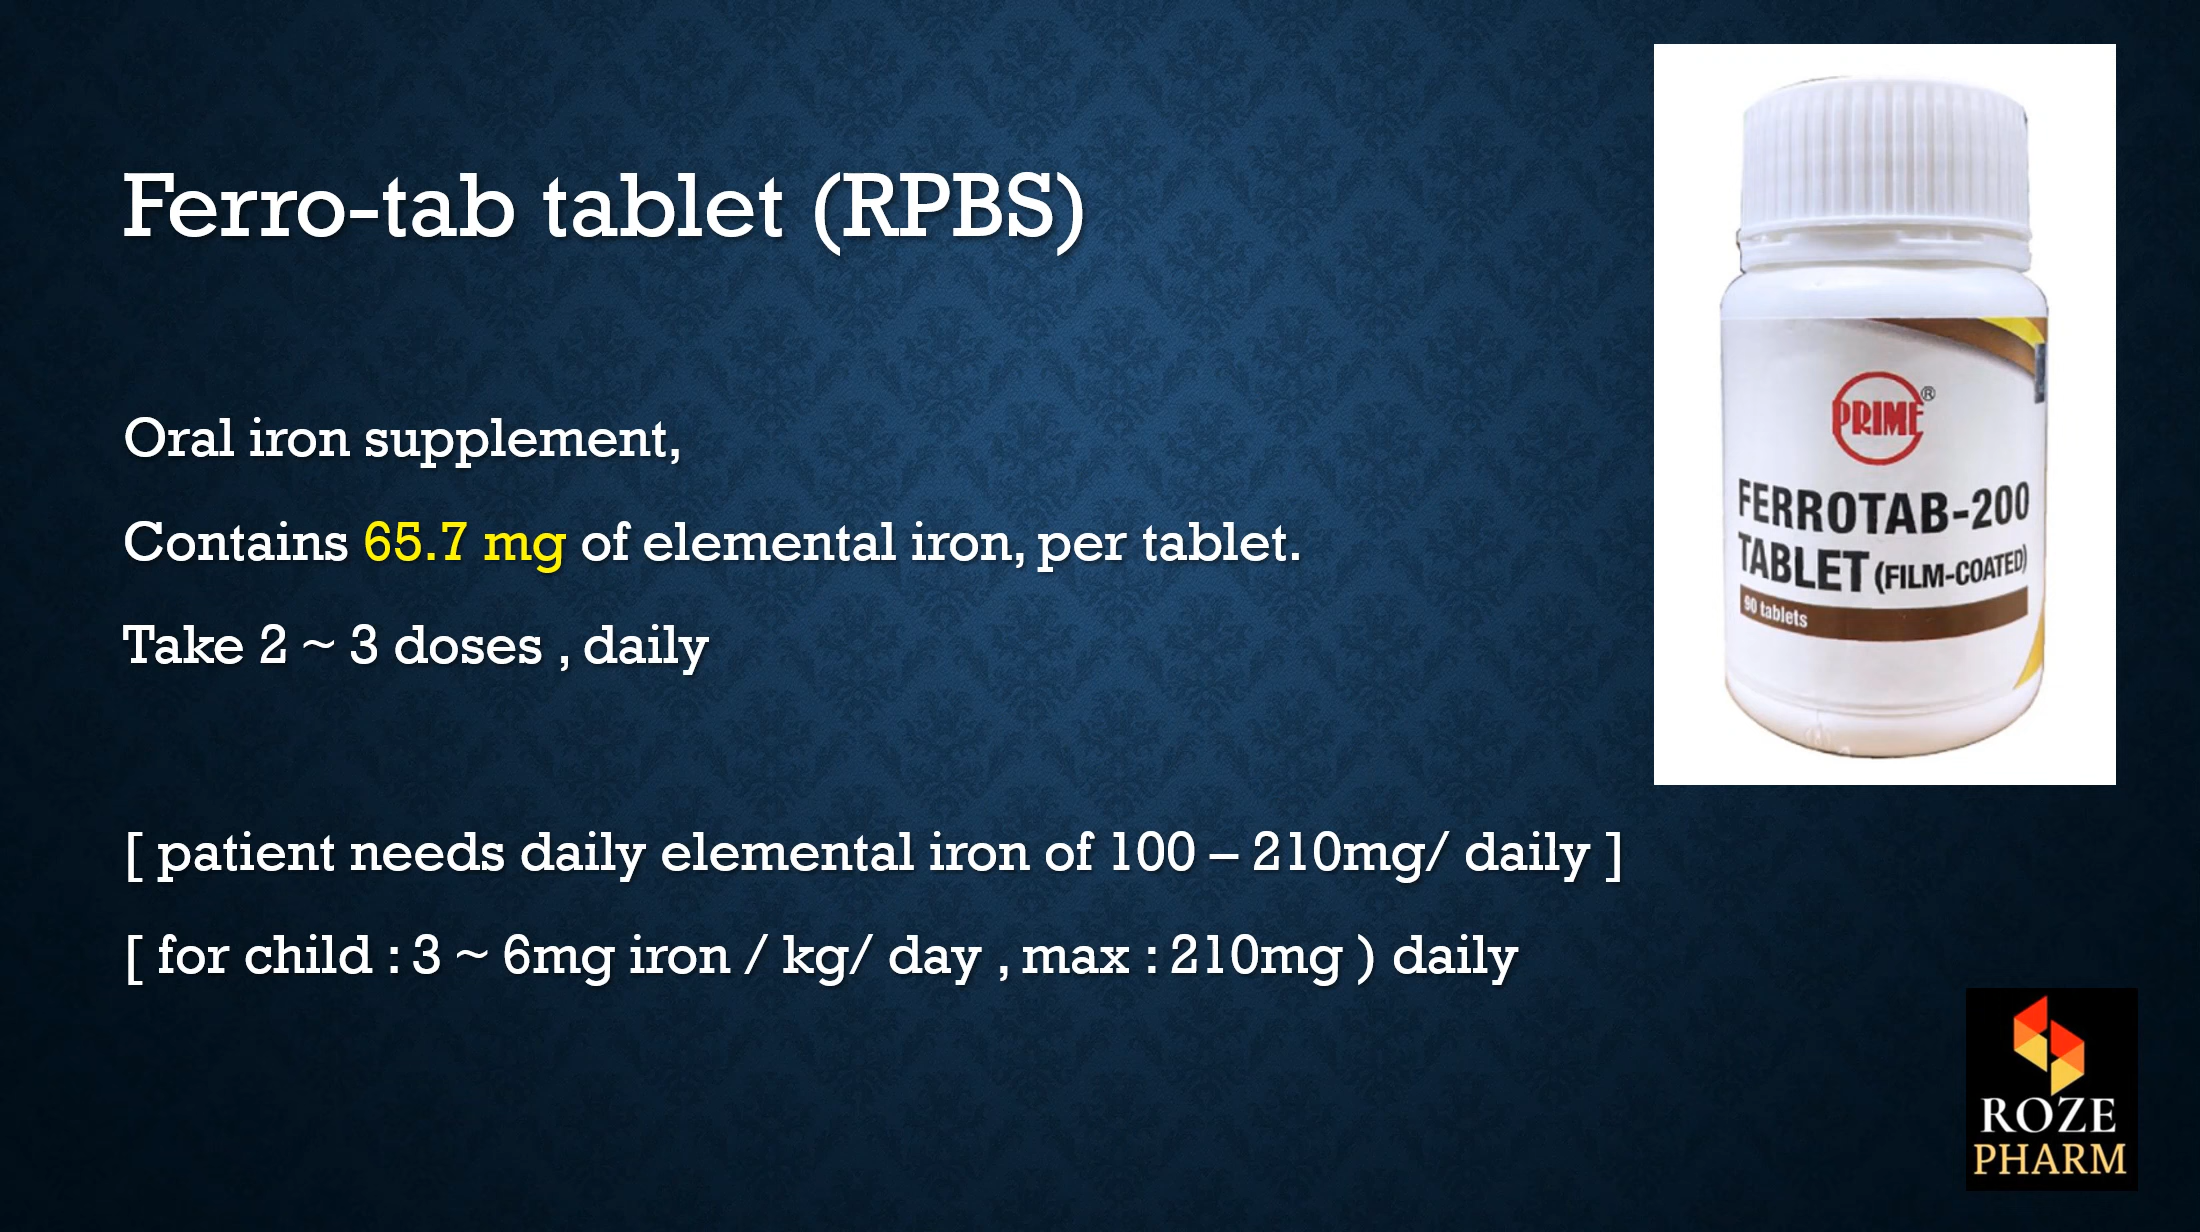 Ferro-tab tablet (RPBS)
Oral iron supplement,
Contains 65.7 mg of elemental iron, per tablet.
Take 2 ~ 3 doses , daily
[ patient needs daily elemental iron of 100 – 210mg/ daily ]
[ for child : 3 ~ 6mg iron / kg/ day , max : 210mg ) daily
PRIME®
FERROTAB-200
TABLET (FILM-COATED)
90 tablets
ROZE
PHARM